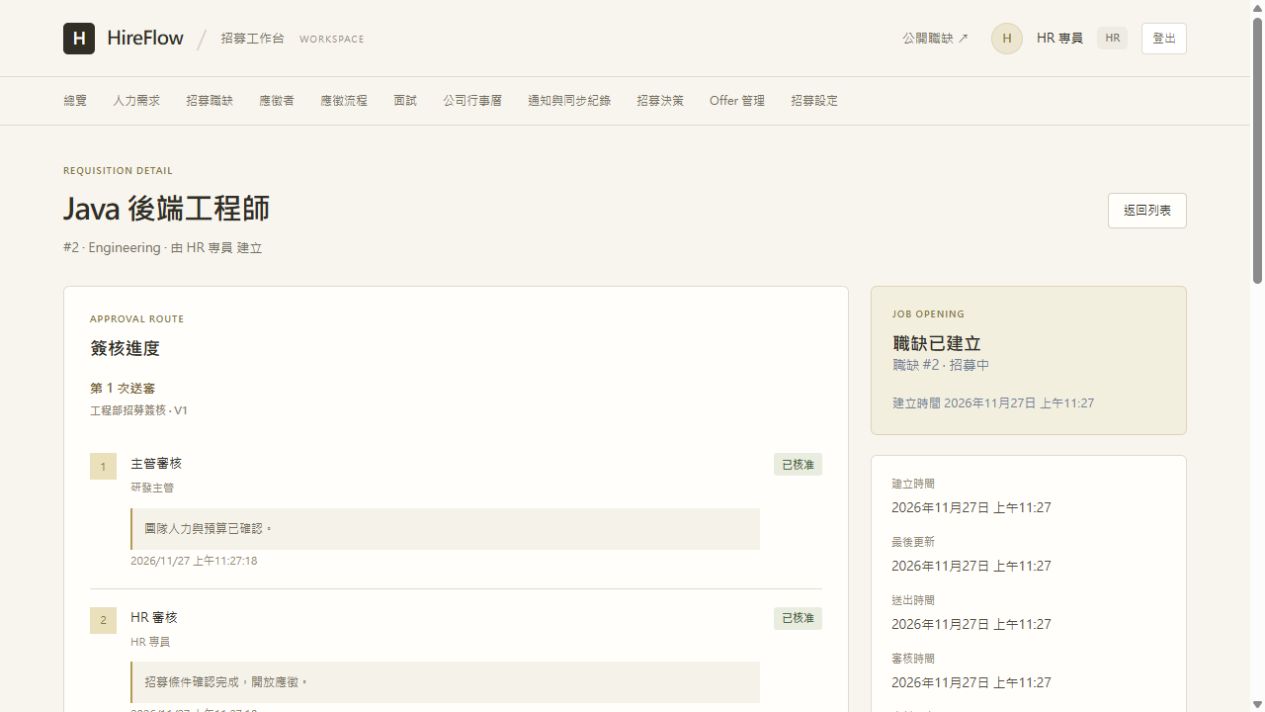 H HireFlow / 招募工作台 WORKSPACE 公開職缺 ↗ H HR 專員 HR 登出
總覽 人力需求 招募職缺 應徵者 應徵流程 面試 公司行事曆 通知與同步紀錄 招募決策 Offer 管理 招募設定
REQUISITION DETAIL
Java 後端工程師
返回列表
#2 · Engineering · 由 HR 專員 建立
APPROVAL ROUTE
簽核進度
第 1 次送審
工程部招募簽核 · V1
1 主管審核 已核准
研發主管
團隊人力與預算已確認。
2026/11/27 上午11:27:18
2 HR 審核 已核准
HR 專員
招募條件確認完成，開放應徵。
JOB OPENING
職缺已建立
職缺 #2 · 招募中
建立時間 2026年11月27日 上午11:27
建立時間
2026年11月27日 上午11:27
最後更新
2026年11月27日 上午11:27
送出時間
2026年11月27日 上午11:27
審核時間
2026年11月27日 上午11:27